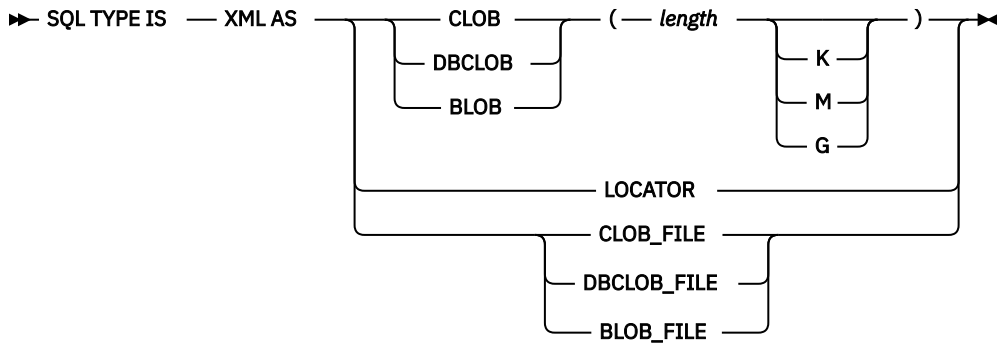 SQL TYPE IS XML AS CLOB ( length )
DBCLOB K
BLOB M
G
LOCATOR
CLOB_FILE
DBCLOB_FILE
BLOB_FILE